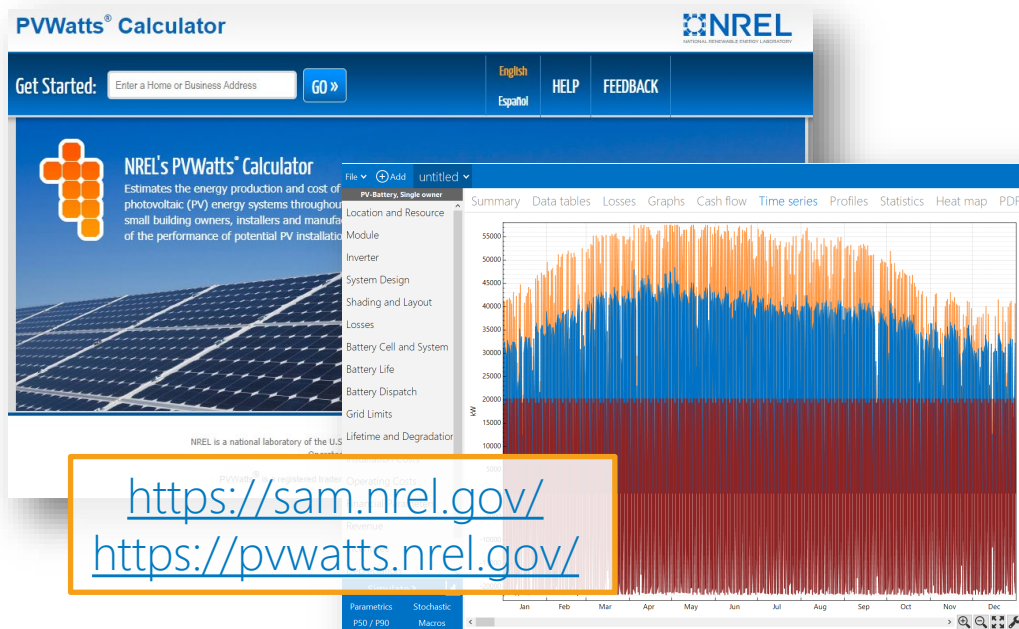 PVWatts® Calculator
NREL
NATIONAL RENEWABLE ENERGY LABORATORY
Get Started:
Enter a Home or Business Address
GO »
English
Español
HELP
FEEDBACK
NREL's PVWatts® Calculator
Estimates the energy production and cost of
photovoltaic (PV) energy systems throughou
small building owners, installers and manufa
of the performance of potential PV installatio
NREL is a national laboratory of the U.S
File
Add
untitled
PV-Battery, Single owner
Location and Resource
Module
Inverter
System Design
Shading and Layout
Losses
Battery Cell and System
Battery Life
Battery Dispatch
Grid Limits
Lifetime and Degradation
Operating Costs
Revenue
Parametrics Stochastic
P50 / P90 Macros
Summary Data tables Losses Graphs Cash flow Time series Profiles Statistics Heat map PDF
kW
55000
50000
45000
40000
35000
30000
25000
20000
15000
10000
5000
Jan Feb Mar Apr May Jun Jul Aug Sep Oct Nov Dec
https://sam.nrel.gov/
https://pvwatts.nrel.gov/